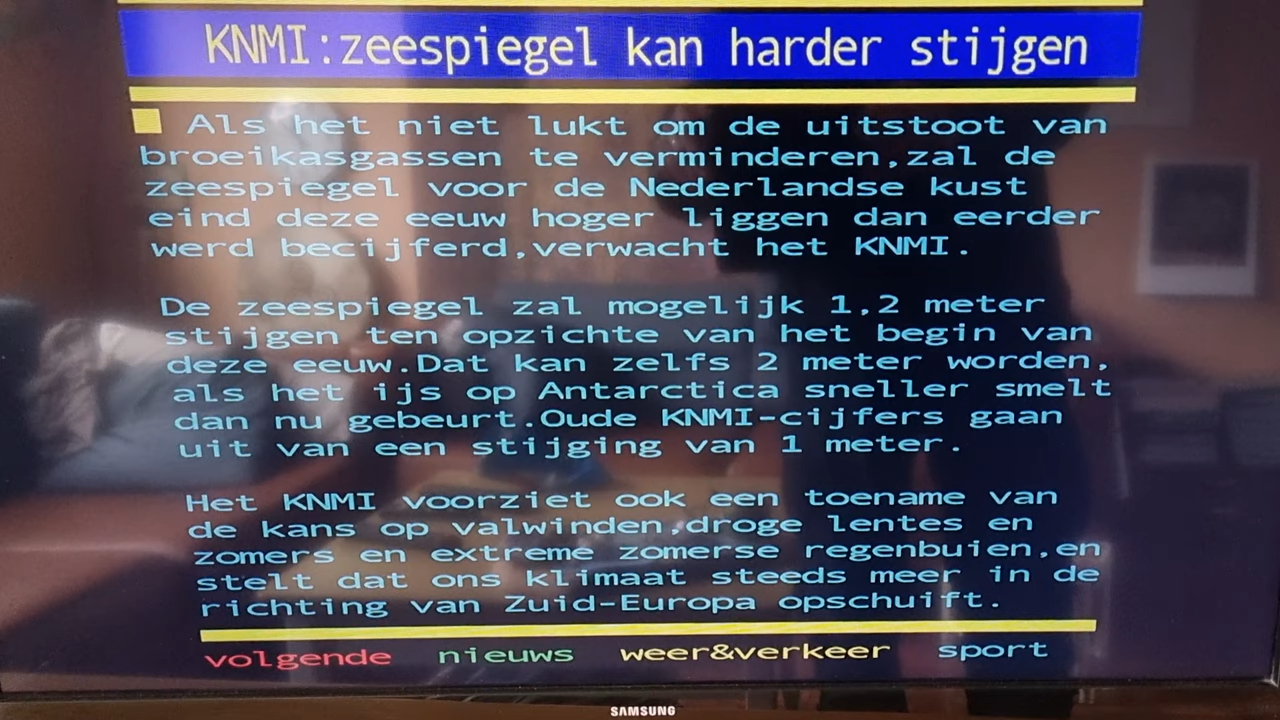 KNMI:zeespiegel kan harder stijgen
Als het niet lukt om de uitstoot van
broeikasgassen te verminderen,zal de
zeespiegel voor de Nederlandse kust
eind deze eeuw hoger liggen dan eerder
werd becijferd,verwacht het KNMI.
De zeespiegel zal mogelijk 1,2 meter
stijgen ten opzichte van het begin van
deze eeuw.Dat kan zelfs 2 meter worden,
als het ijs op Antarctica sneller smelt
dan nu gebeurt.Oude KNMI-cijfers gaan
uit van een stijging van 1 meter.
Het KNMI voorziet ook een toename van
de kans op valwinden,droge lentes en
zomers en extreme zomerse regenbuien,en
stelt dat ons klimaat steeds meer in de
richting van Zuid-Europa opschuift.
volgende nieuws weer&verkeer sport
SAMSUNG